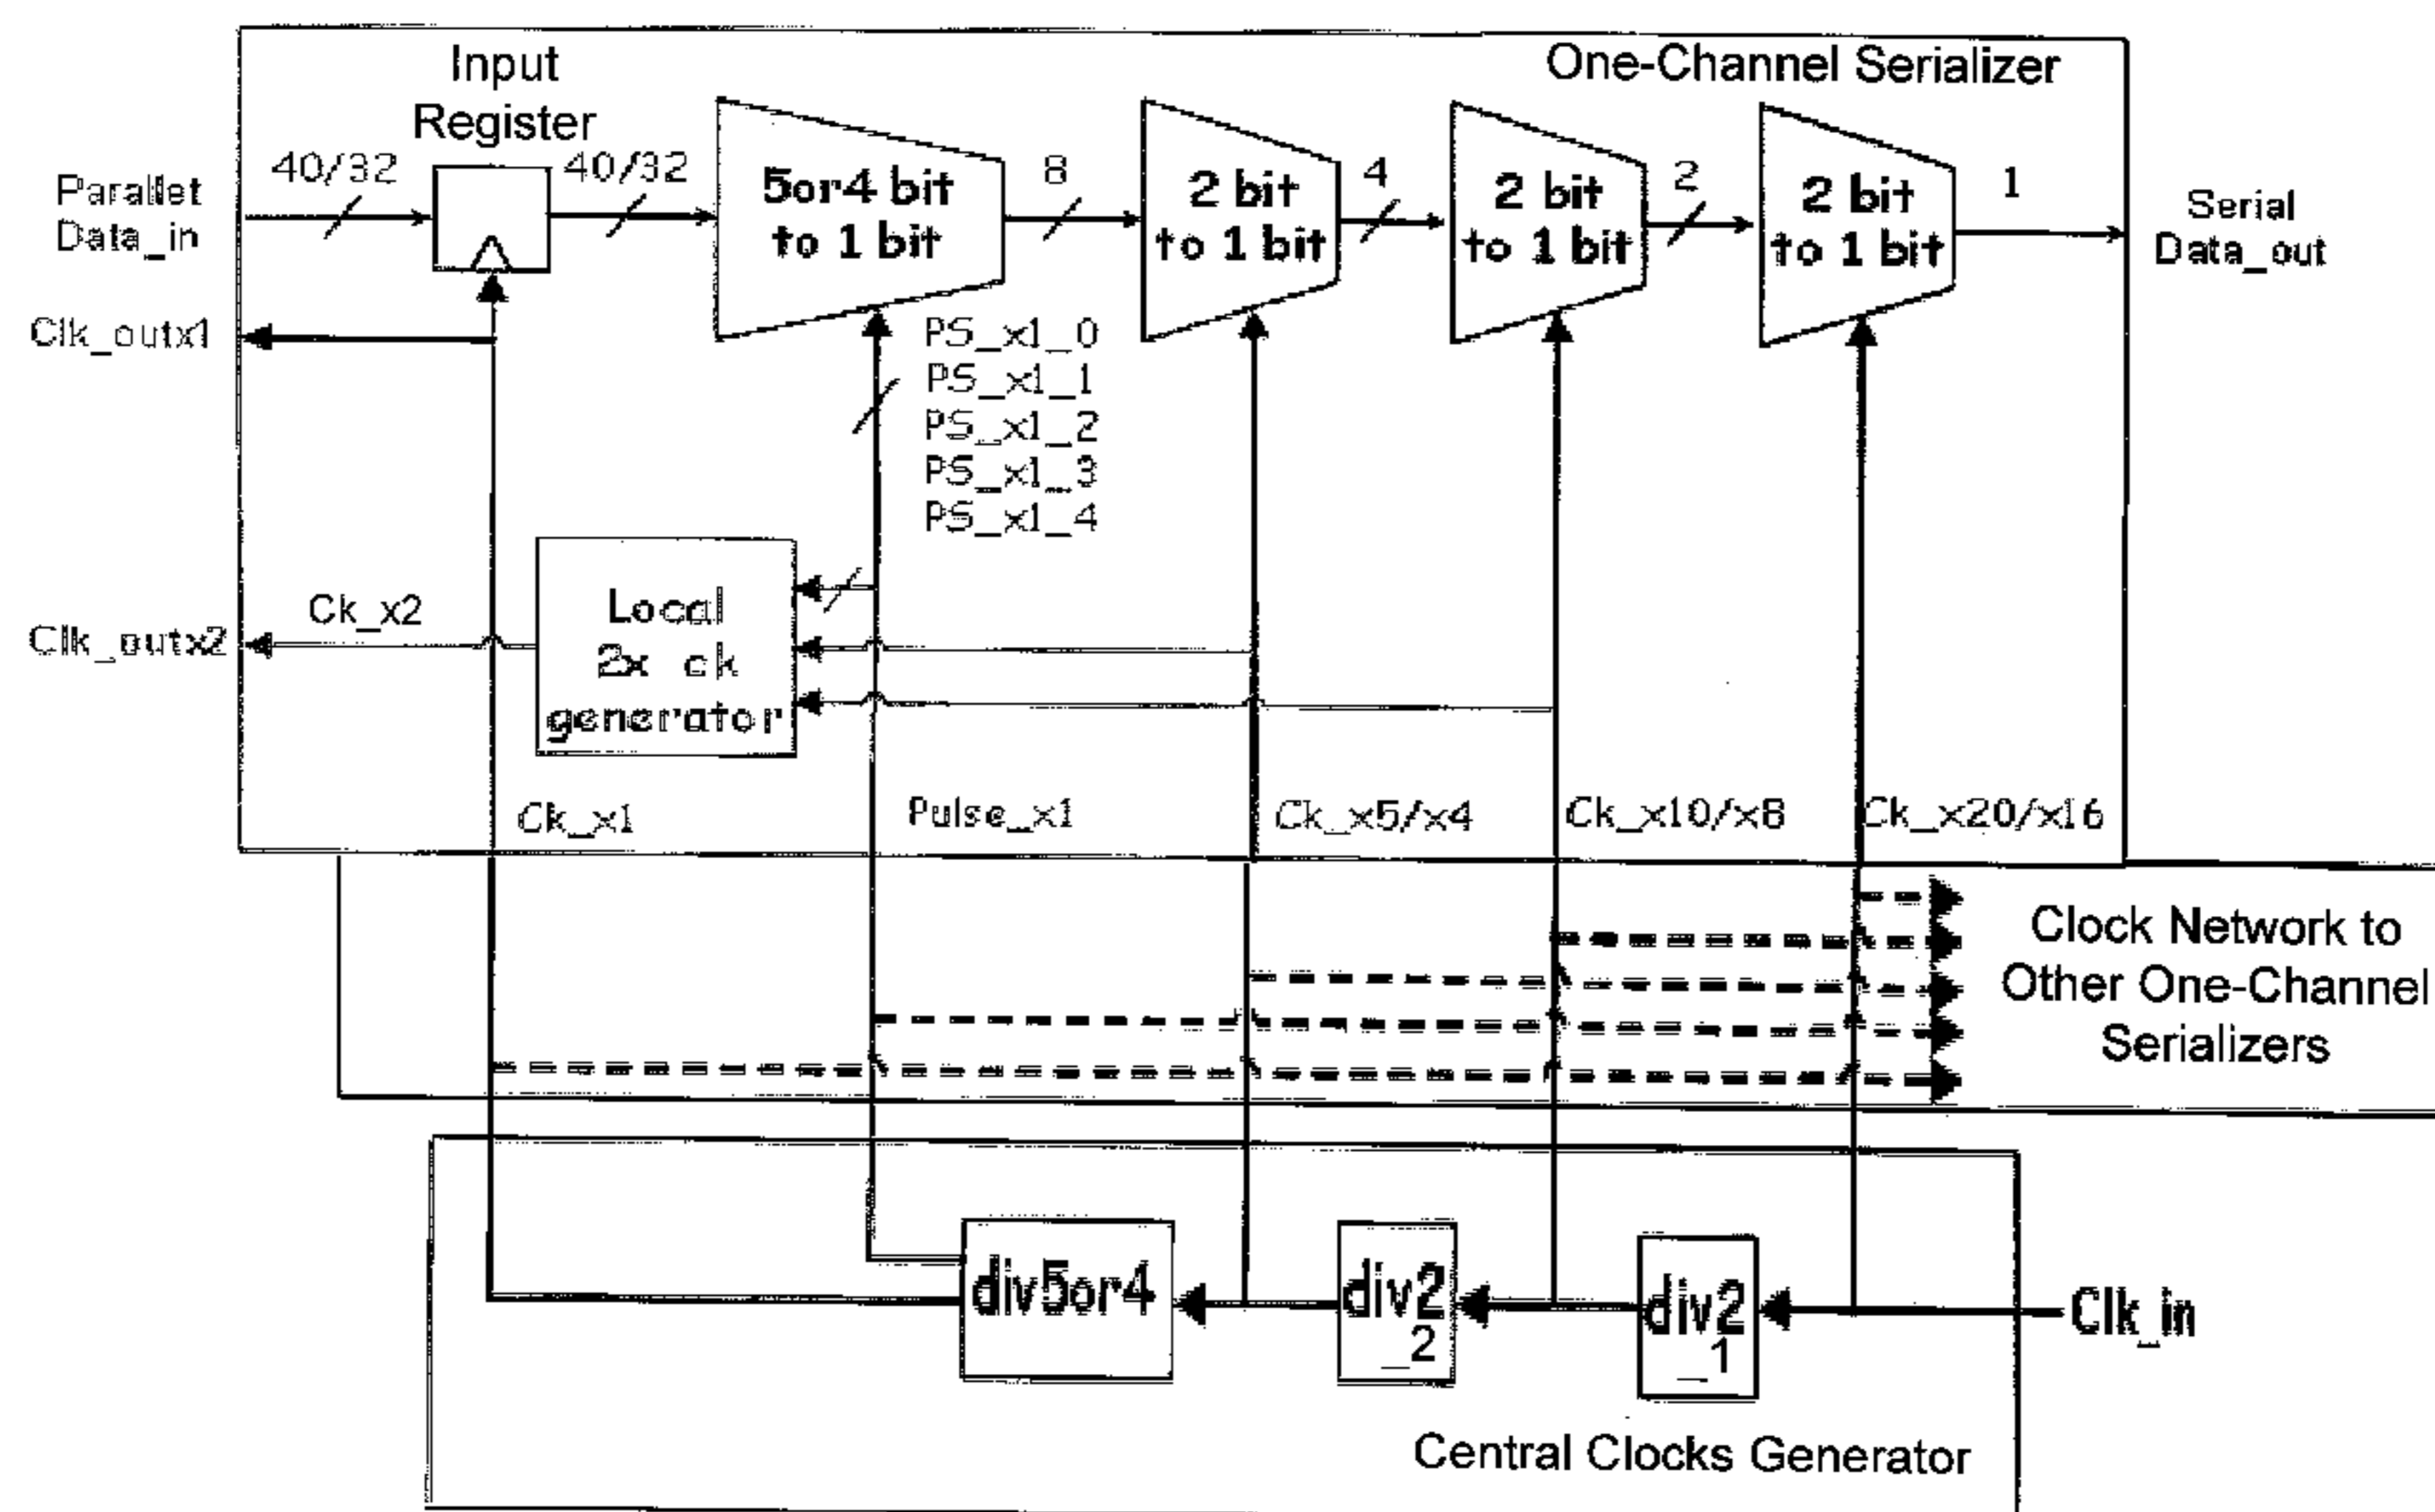 One-Channel Serializer
Input
Register
40/32
40/32
Parallet
Data_in
5or4 bit
to 1 bit
8
2 bit
to 1 bit
4
2 bit
to 1 bit
2
2 bit
to 1 bit
1
Serial
Data_out
Clk_outx1
PS_x1_0
PS_x1_1
PS_x1_2
PS_x1_3
PS_x1_4
Local
2x ck
generator
Ck_x2
Clk_outx2
Ck_x1
Pulse_x1
Ck_x5/x4
Ck_x10/x8
Ck_x20/x16
Clock Network to
Other One-Channel
Serializers
div5or4
div2
_2
div2
_1
Clk_in
Central Clocks Generator